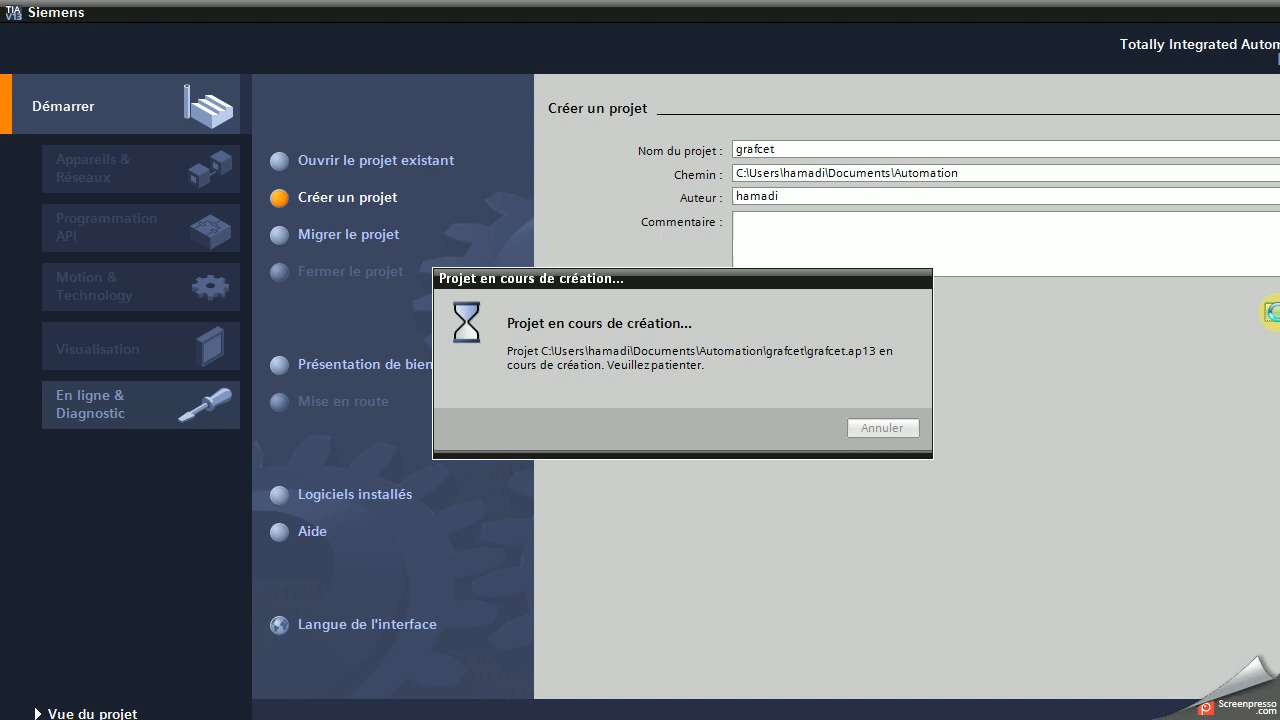 TIA
V13
Siemens
Totally Integrated Autom
Démarrer
Appareils &
Réseaux
Programmation
API
Motion &
Technology
Visualisation
En ligne &
Diagnostic
Vue du projet
Ouvrir le projet existant
Créer un projet
Migrer le projet
Fermer le projet
Présentation de bien
Mise en route
Logiciels installés
Aide
Langue de l'interface
Créer un projet
Nom du projet : grafcet
Chemin : C:\Users\hamadi\Documents\Automation
Auteur : hamadi
Commentaire :
Projet en cours de création...
Projet en cours de création...
Projet C:\Users\hamadi\Documents\Automation\grafcet\grafcet.ap13 en
cours de création. Veuillez patienter.
Annuler
Screenpresso
.com